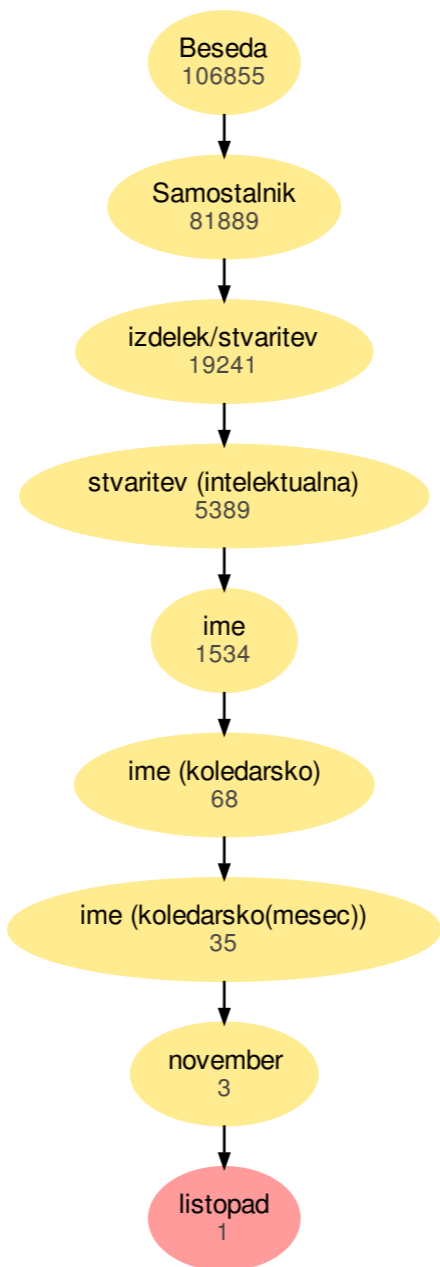 Beseda
106855
Samostalnik
81889
izdelek/stvaritev
19241
stvaritev (intelektualna)
5389
ime
1534
ime (koledarsko)
68
ime (koledarsko(mesec))
35
november
3
listopad
1